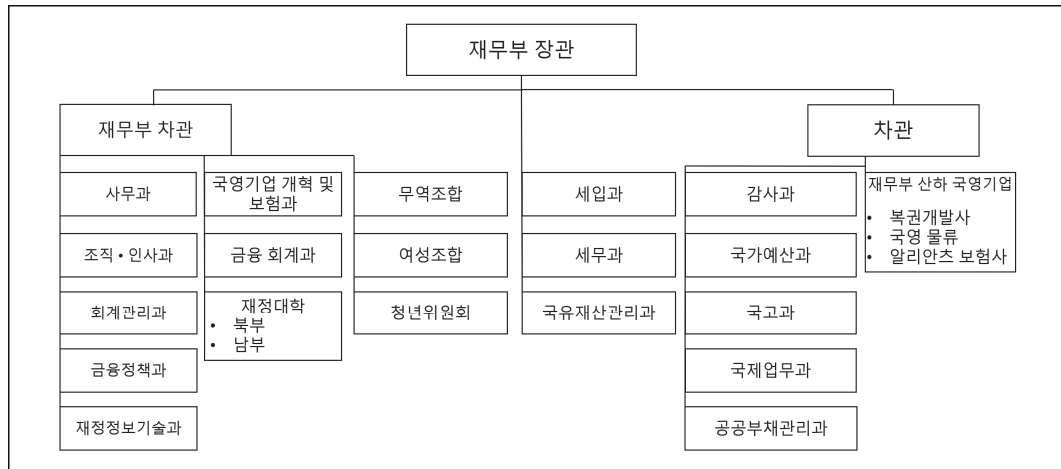 재무부 장관
재무부 차관
차관
사무과
조직 • 인사과
회계관리과
금융정책과
재정정보기술과
국영기업 개혁 및
보험과
금융 회계과
재정대학
• 북부
• 남부
무역조합
여성조합
청년위원회
세입과
세무과
국유재산관리과
감사과
국가예산과
국고과
국제업무과
공공부채관리과
재무부 산하 국영기업
• 복권개발사
• 국영 물류
• 알리안츠 보험사